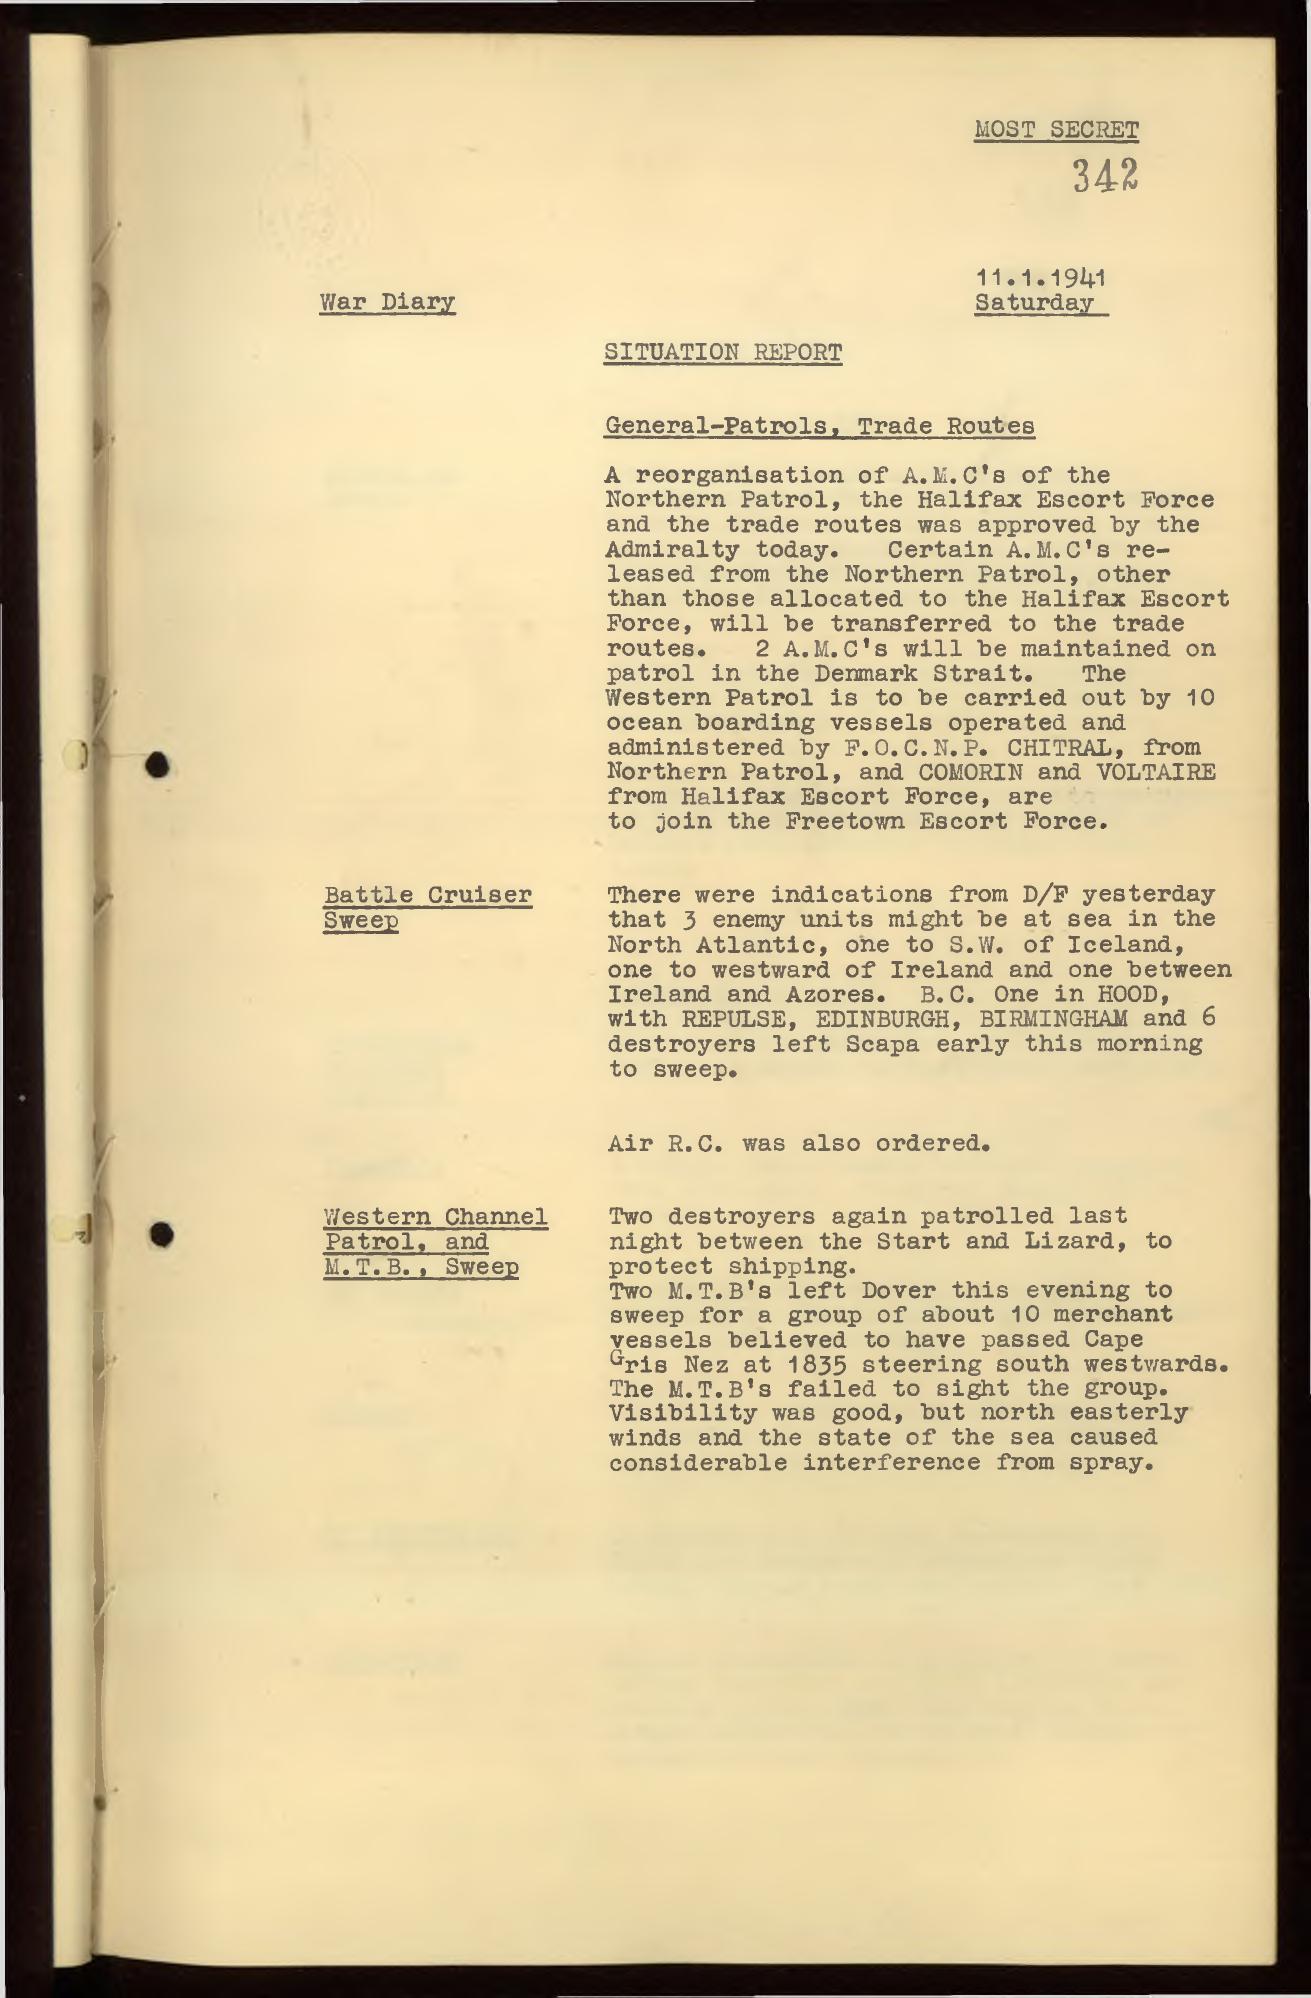 MOST SECRET
342
11.1.1941
War Diary
Saturday
SITUATION REPORT
General-Patrols, Trade Routes
A reorganisation of A.M.C's of the
Northern Patrol, the Halifax Escort Force
and the trade routes was approved by the
Admiralty today. Certain A.M.C's re-
leased from the Northern Patrol, other
than those allocated to the Halifax Escort
Force, will be transferred to the trade
routes. 2 A.M.C's will be maintained on
patrol in the Denmark Strait. The
Western Patrol is to be carried out by 10
ocean boarding vessels operated and
administered by F.O.C.N.P. CHITRAL, from
Northern Patrol, and COMORIN and VOLTAIRE
from Halifax Escort Force, are
to join the Freetown Escort Force.
Battle Cruiser
Sweep
There were indications from D/F yesterday
that 3 enemy units might be at sea in the
North Atlantic, one to S.W. of Iceland,
one to westward of Ireland and one between
Ireland and Azores. B.C. One in HOOD,
with REPULSE, EDINBURGH, BIRMINGHAM and 6
destroyers left Scapa early this morning
to sweep.
Air R.C. was also ordered.
Western Channel
Patrol, and
M.T.B., Sweep
Two destroyers again patrolled last
night between the Start and Lizard, to
protect shipping.
Two M.T.B's left Dover this evening to
sweep for a group of about 10 merchant
vessels believed to have passed Cape
Gris Nez at 1835 steering south westwards.
The M.T.B's failed to sight the group.
Visibility was good, but north easterly
winds and the state of the sea caused
considerable interference from spray.